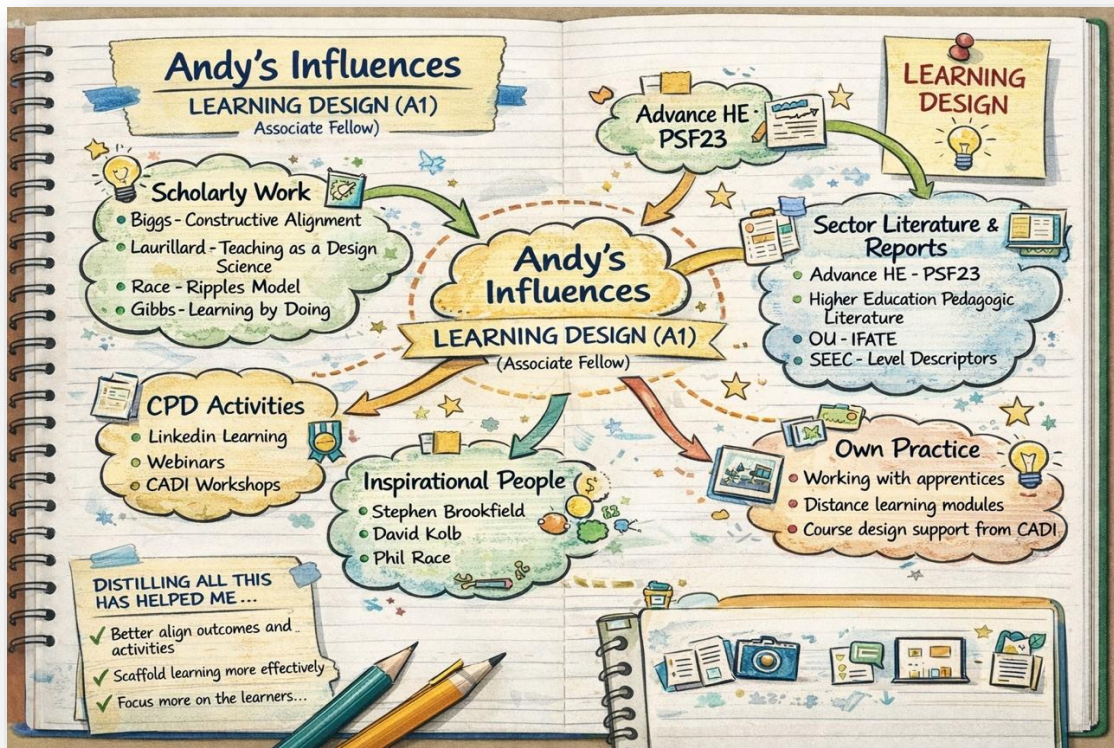 Andy's Influences
LEARNING DESIGN (A1)
Associate Fellow)
Advance HE ·
PSF23
LEARNING
DESIGN
Scholarly Work
Biggs - Constructive Alignment
Laurillard - Teaching as a Design
Science
Race - Ripples Model
Gibbs - Learning by Doing
Andy's
Influences
LEARNING DESIGN (A1)
(Associate Fellow)
Sector Literature &
Reports
Advance HE - PSF23
Higher Education Pedagogic
Literature
OU - IFATE
SEEC - Level Descriptors
CPD Activities
Linkedin Learning
Webinars
CADI Workshops
Inspirational People
Stephen Brookfield
David Kolb
Phil Race
Own Practice
Working with apprentices
Distance learning modules
Course design support from CADI
DISTILLING ALL THIS
HAS HELPED ME...
Better align outcomes and
activities
Scaffold learning more effectively
Focus more on the learners...